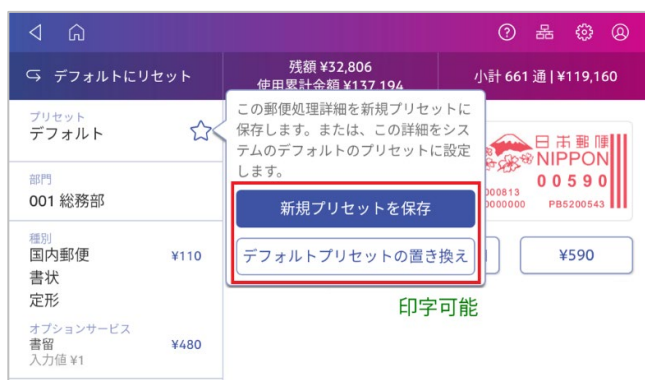 デフォルトにリセット
残額 ¥32,806
使用累計金額 ¥137,194
小計 661 通 | ¥119,160
プリセット
デフォルト
部門
001 総務部
種別
国内郵便 ¥110
書状
定形
オプションサービス
書留 ¥480
入力値 ¥1
この郵便処理詳細を新規プリセットに
保存します。または、この詳細をシス
テムのデフォルトのプリセットに設定
します。
新規プリセットを保存
デフォルトプリセットの置き換え
日本郵便
NIPPON
00590
000813
0000000 PB5200543
¥590
印字可能